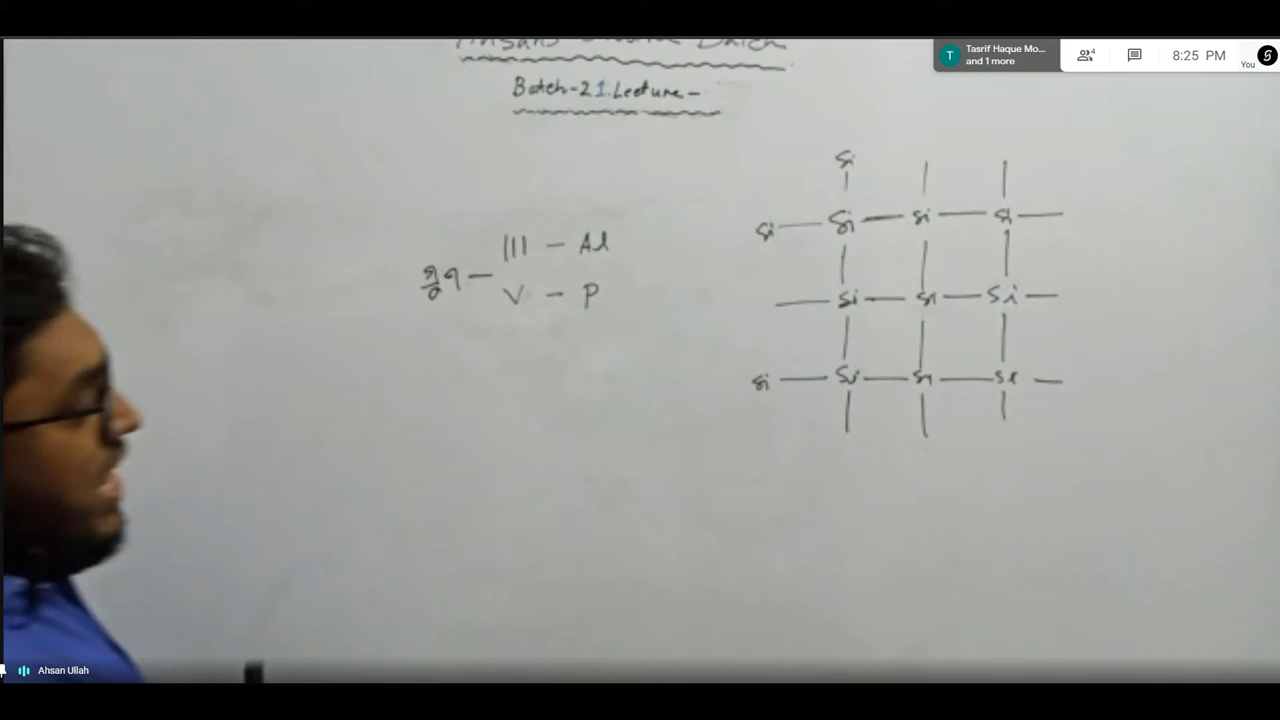 Batch-21.Lecture-
Tasrif Haque Mo...
and 1 more
T
4
8:25 PM
You
III - Al
V - P
Si
Si - Si - Si - Si -
- Si - Si - Si -
Si - Si - Si - Si -
Ahsan Ullah